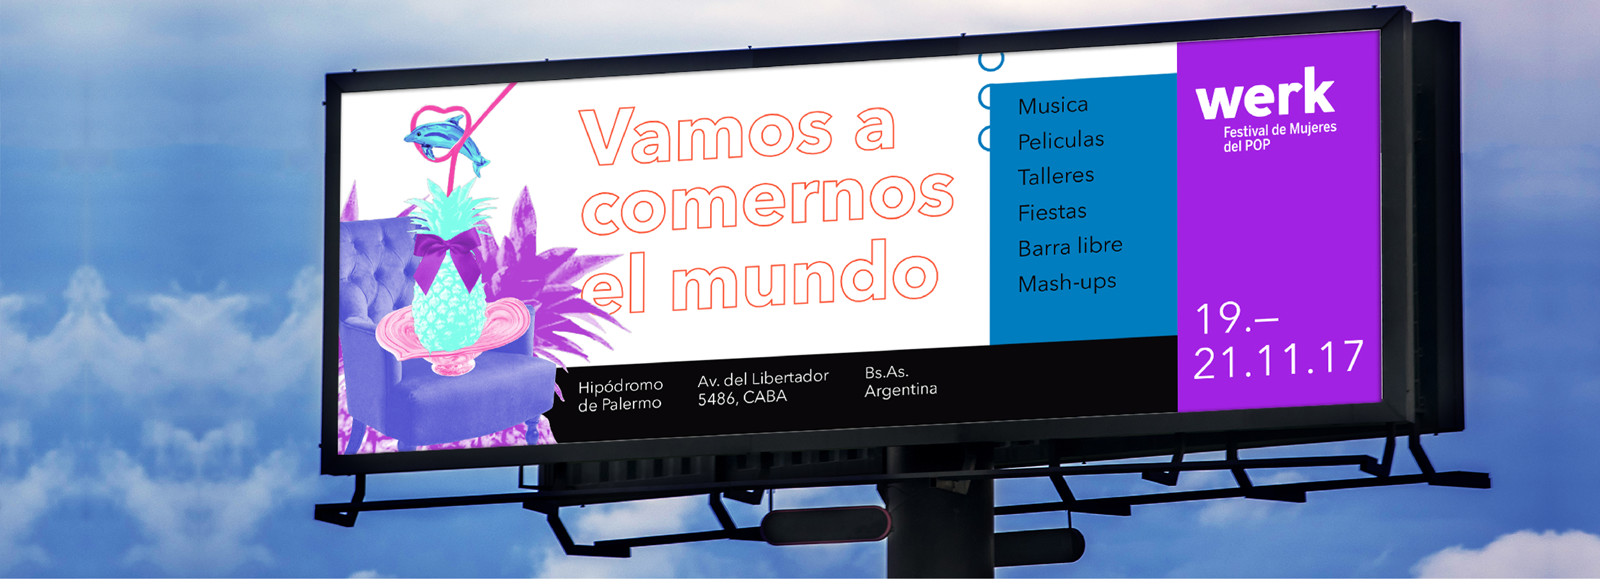 Vamos a
comernos
el mundo
Musica
Peliculas
Talleres
Fiestas
Barra libre
Mash-ups
werk
Festival de Mujeres
del POP
19.–
21.11.17
Hipódromo
de Palermo
Av. del Libertador
5486, CABA
Bs.As.
Argentina